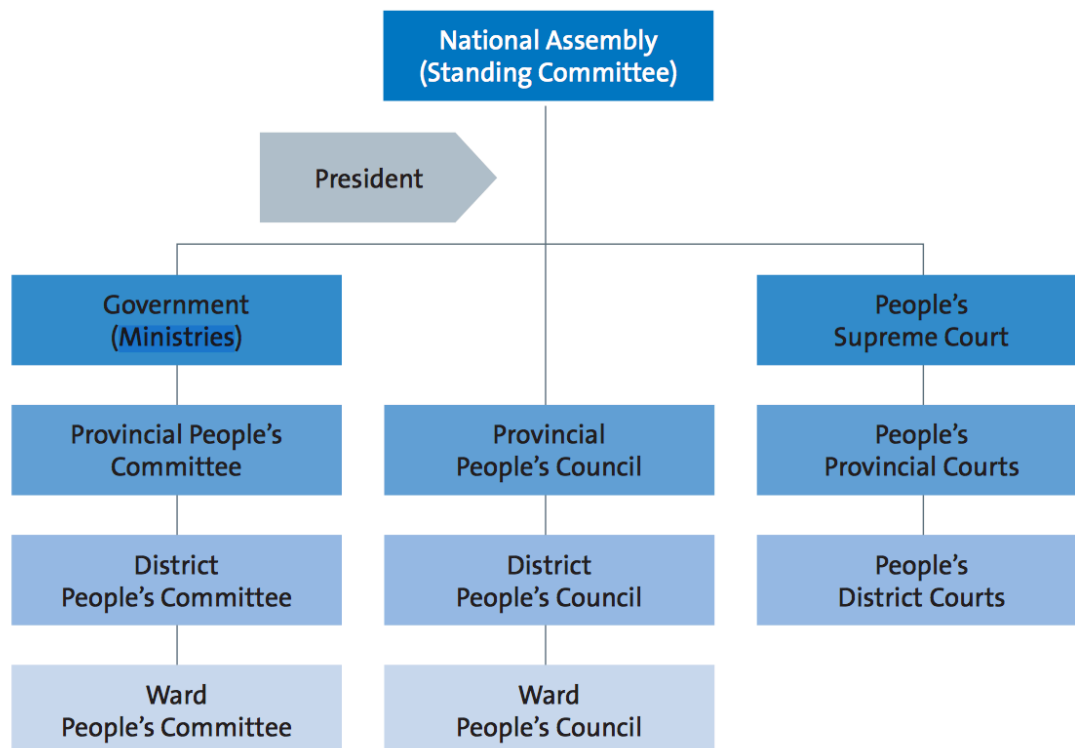 National Assembly
(Standing Committee)
President
Government
(Ministries)
People’s
Supreme Court
Provincial People’s
Committee
Provincial
People’s Council
People’s
Provincial Courts
District
People’s Committee
District
People’s Council
People’s
District Courts
Ward
People’s Committee
Ward
People’s Council